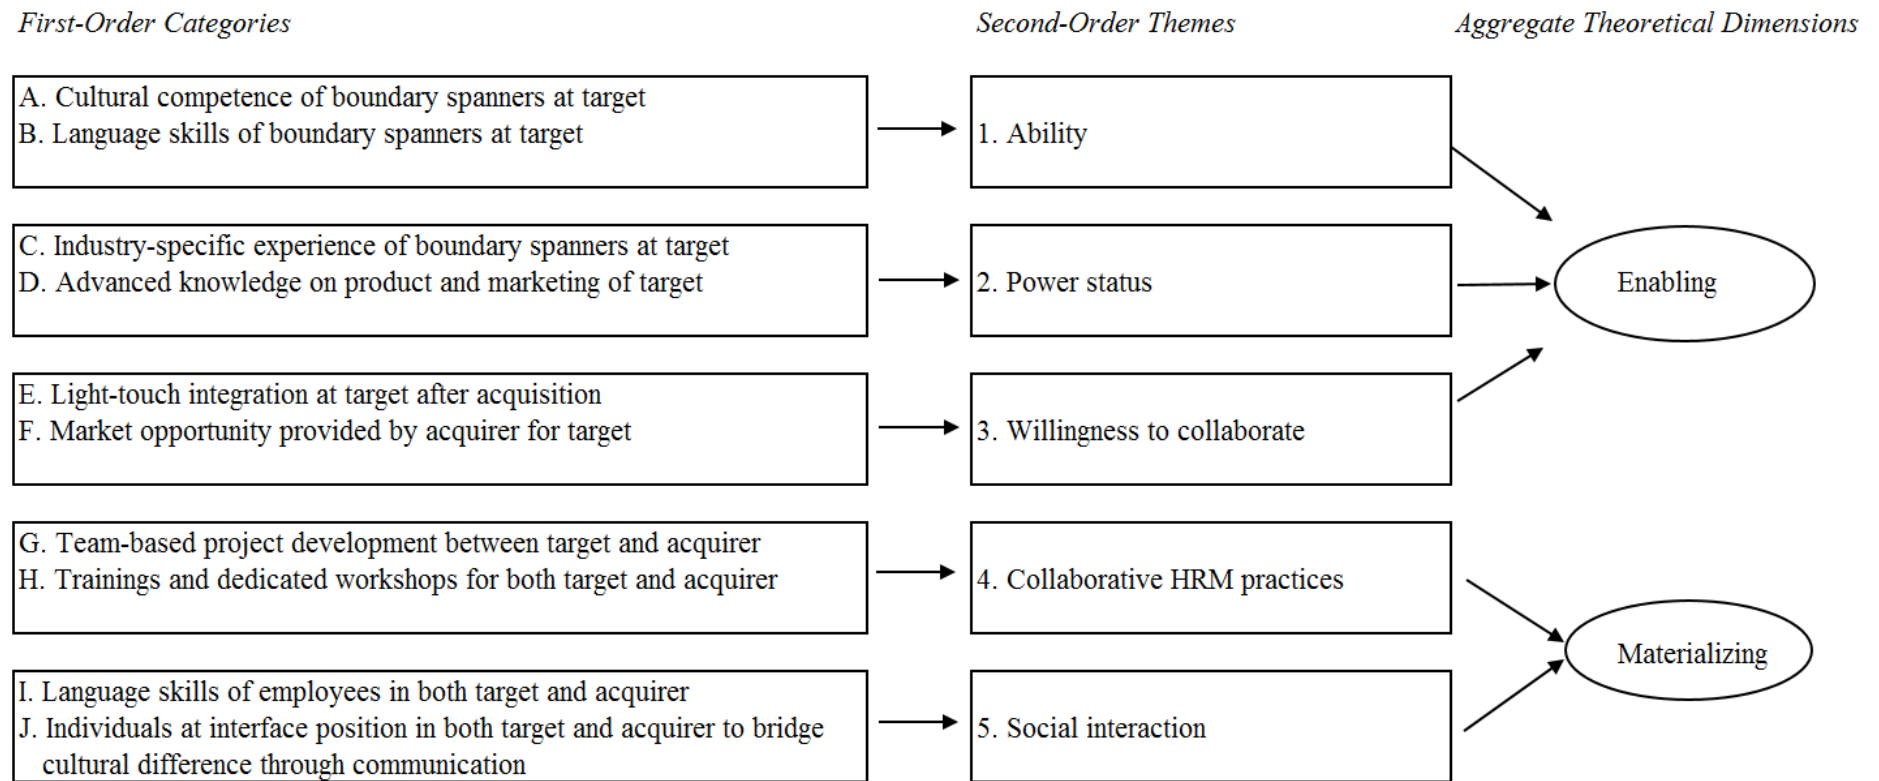 First-Order Categories
Second-Order Themes
Aggregate Theoretical Dimensions
A. Cultural competence of boundary spanners at target
B. Language skills of boundary spanners at target
1. Ability
C. Industry-specific experience of boundary spanners at target
D. Advanced knowledge on product and marketing of target
2. Power status
Enabling
E. Light-touch integration at target after acquisition
F. Market opportunity provided by acquirer for target
3. Willingness to collaborate
G. Team-based project development between target and acquirer
H. Trainings and dedicated workshops for both target and acquirer
4. Collaborative HRM practices
Materializing
I. Language skills of employees in both target and acquirer
J. Individuals at interface position in both target and acquirer to bridge
cultural difference through communication
5. Social interaction